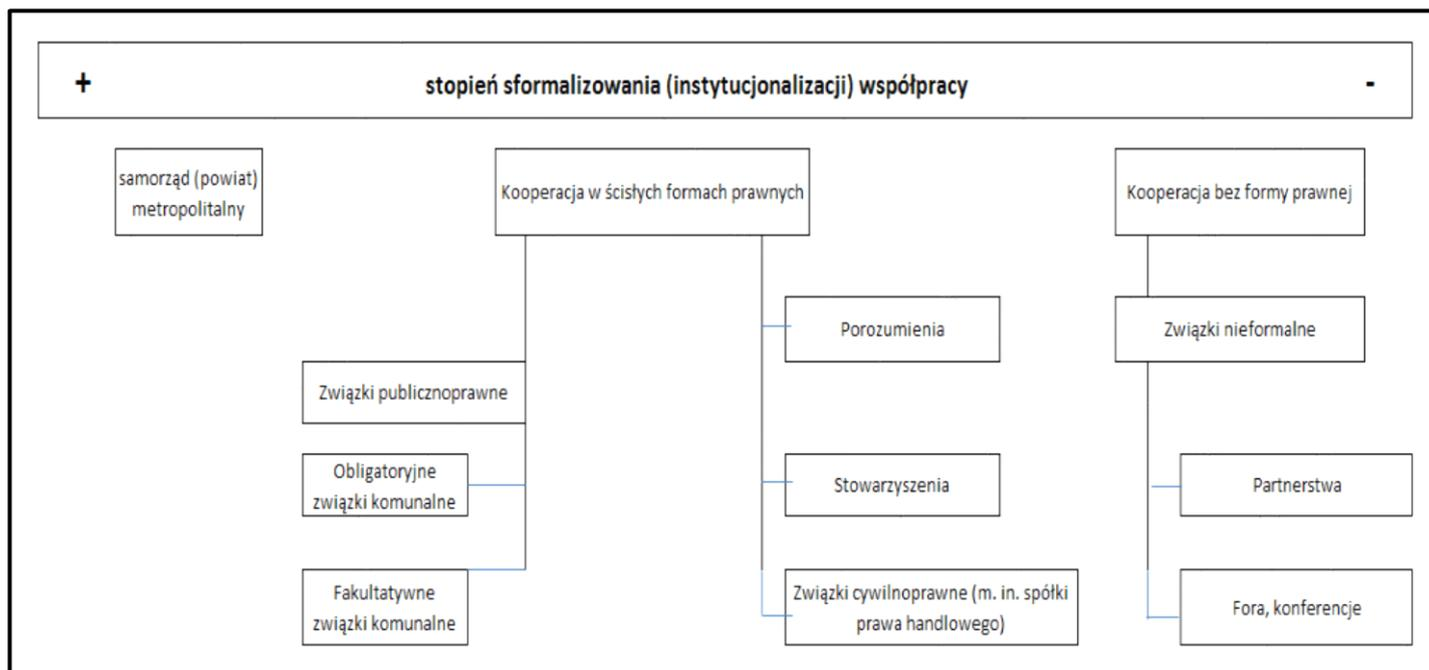 + stopień sformalizowania (instytucjonalizacji) współpracy -
samorząd (powiat)
metropolitalny
Kooperacja w ścisłych formach prawnych
Kooperacja bez formy prawnej
Porozumienia
Związki nieformalne
Związki publicznoprawne
Obligatoryjne
związki komunalne
Stowarzyszenia
Partnerstwa
Fakultatywne
związki komunalne
Związki cywilnoprawne (m. in. spółki
prawa handlowego)
Fora, konferencje